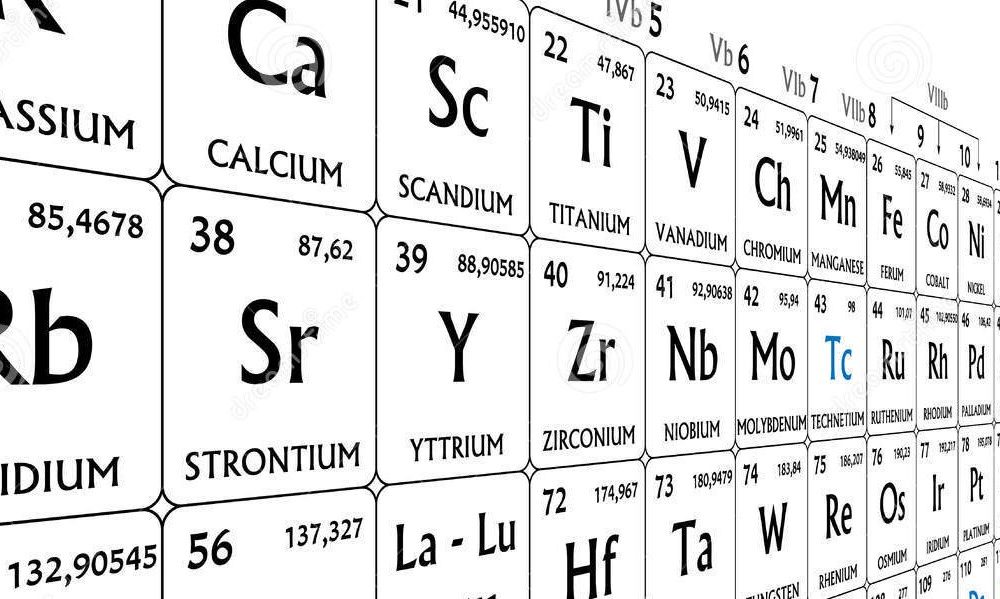 IVb 5
Vb 6
VIb 7
VIIb 8
VIIIb
9
10
Ca
CALCIUM
21 44,955910
Sc
SCANDIUM
22 47,867
Ti
TITANIUM
23 50,9415
V
VANADIUM
24 51,9961
Ch
CHROMIUM
25 54,938049
Mn
MANGANESE
26 55,845
Fe
FERUM
27 58,9332
Co
COBALT
28 58,6934
Ni
NICKEL
ASSIUM
85,4678
Rb
IDIUM
38 87,62
Sr
STRONTIUM
39 88,90585
Y
YTTRIUM
40 91,224
Zr
ZIRCONIUM
41 92,90638
Nb
NIOBIUM
42 95,94
Mo
MOLYBDENUM
43 98
Tc
TECHNETIUM
44 101,07
Ru
RUTHENIUM
45 102,90550
Rh
RHODIUM
46 106,42
Pd
PALLADIUM
132,90545
56 137,327
La - Lu
72 174,967
Hf
73 180,9479
Ta
74 183,84
W
TUNGSTEN
75 186,207
Re
RHENIUM
76 190,23
Os
OSMIUM
77 192,217
Ir
IRIDIUM
78 195,078
Pt
PLATINUM
277
109 276
110 281